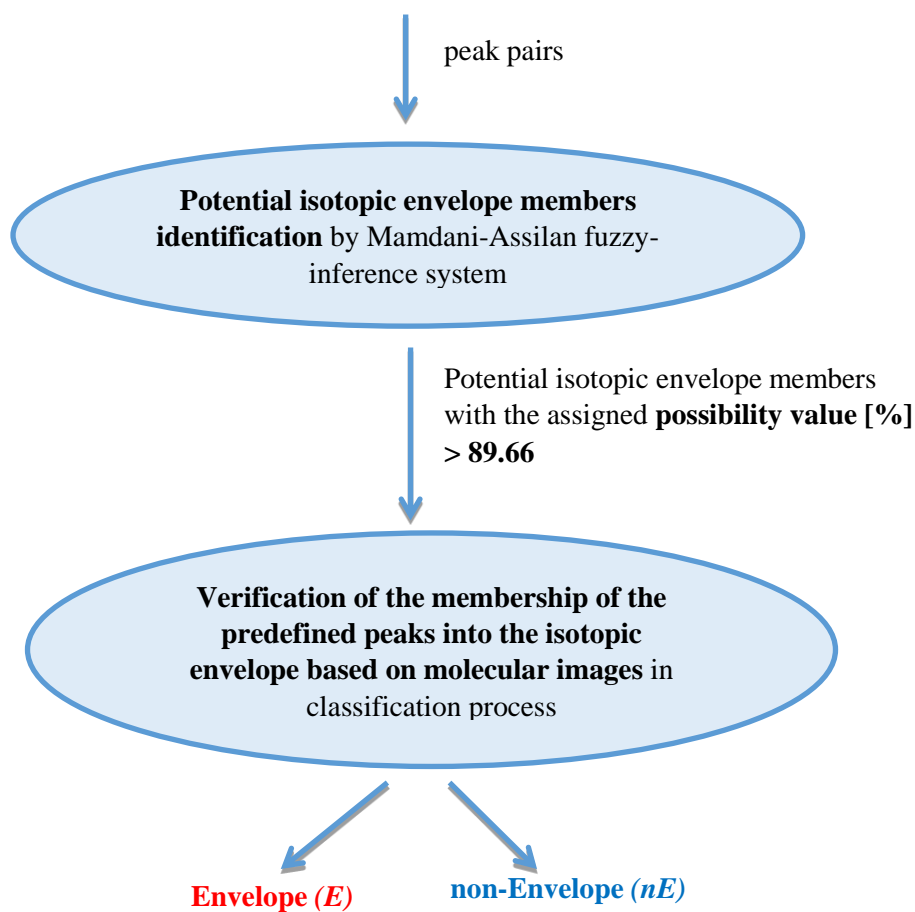 peak pairs
Potential isotopic envelope members
identification by Mamdani-Assilan fuzzy-
inference system
Potential isotopic envelope members
with the assigned possibility value [%]
> 89.66
Verification of the membership of the
predefined peaks into the isotopic
envelope based on molecular images in
classification process
Envelope (E)
non-Envelope (nE)